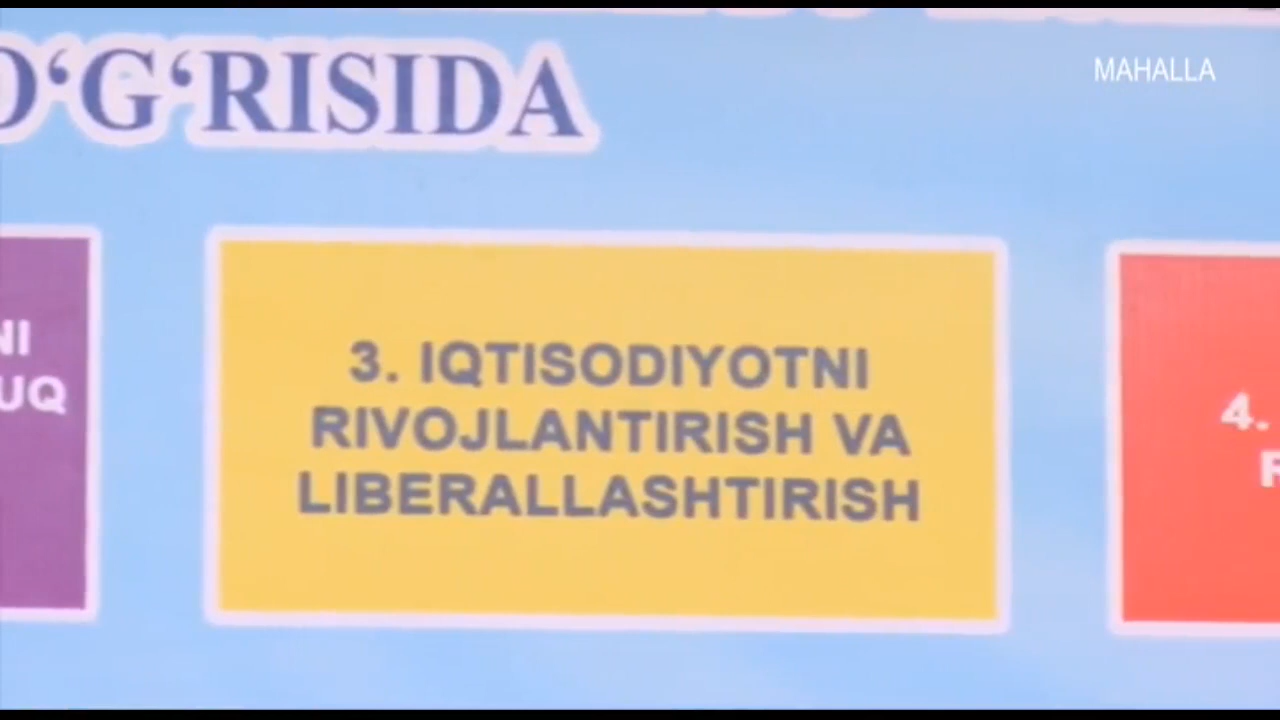 O‘G‘RISIDA
MAHALLA
NI
UQ
3. IQTISODIYOTNI
RIVOJLANTIRISH VA
LIBERALLASHTIRISH
4.